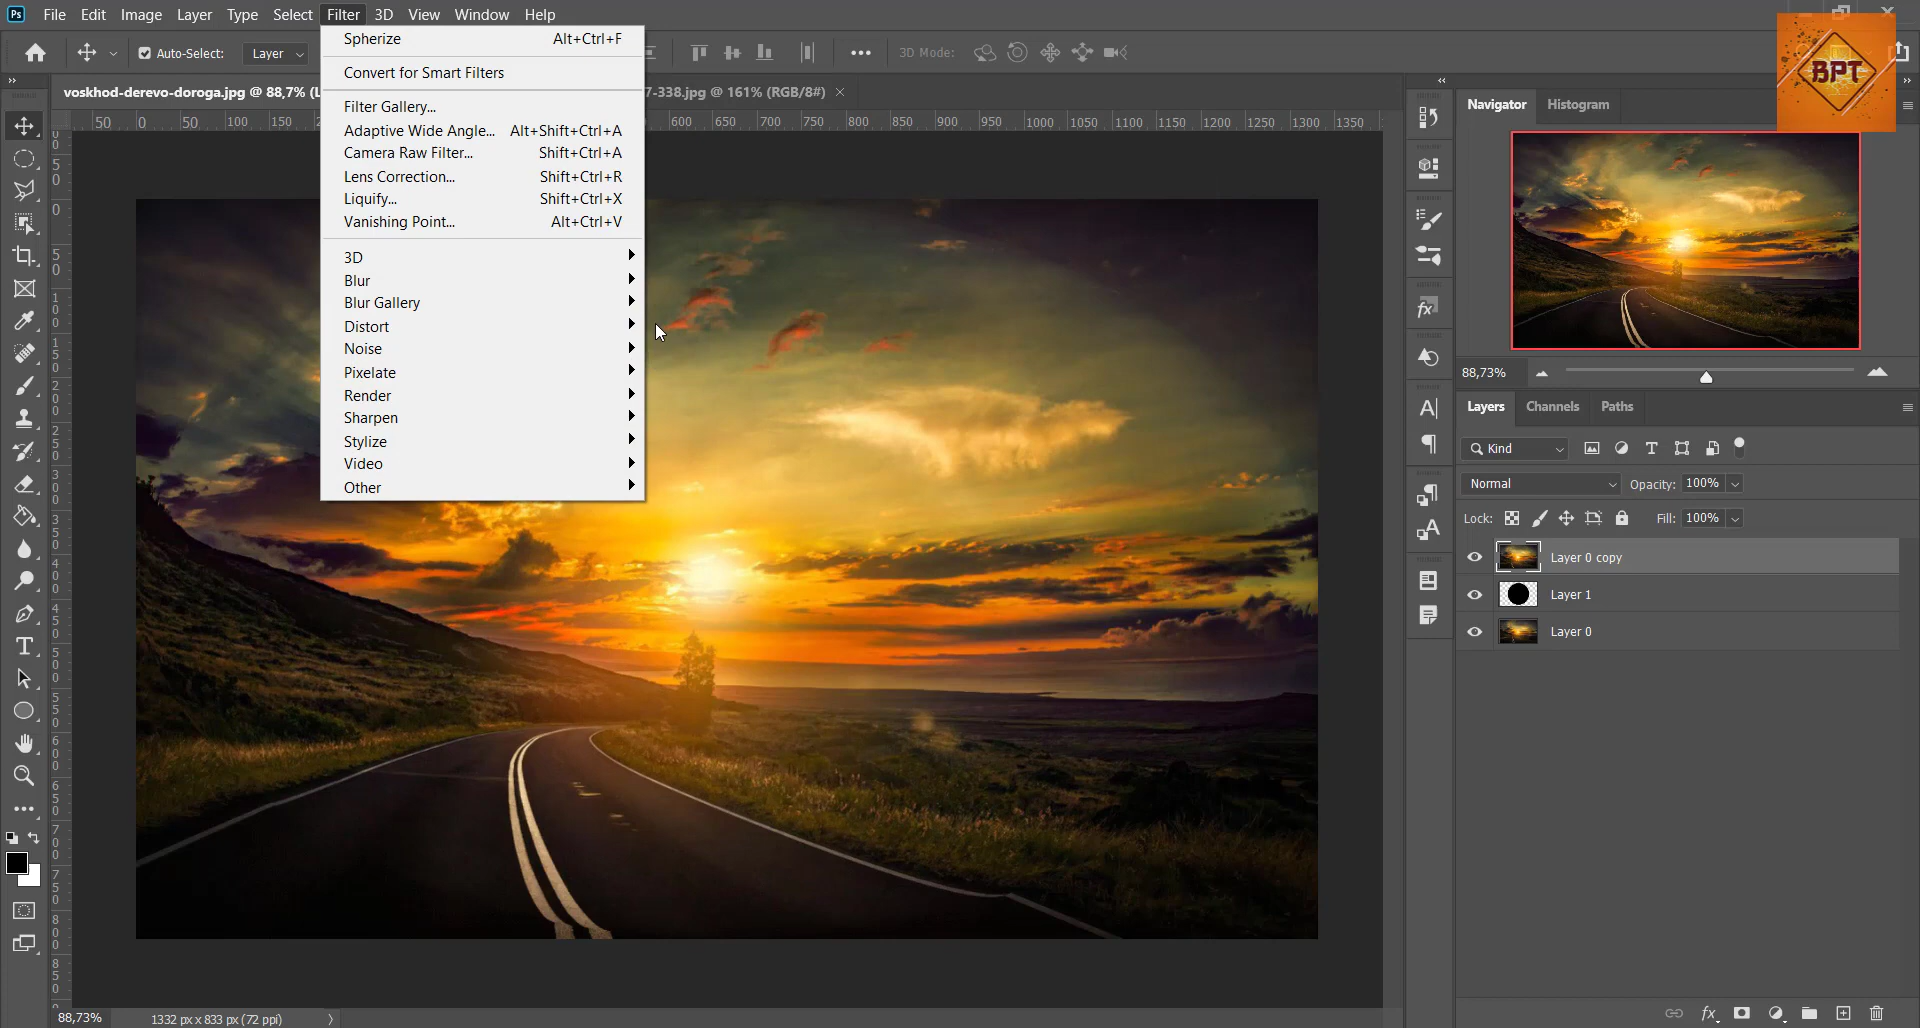 Ps File Edit Image Layer Type Select Filter 3D View Window Help
Auto-Select: Layer 3D Mode:
BPT
voskhod-derevo-doroga.jpg @ 88,7% (L 7-338.jpg @ 161% (RGB/8#)
50 0 50 100 150 200 600 650 700 750 800 850 900 950 1000 1050 1100 1150 1200 1250 1300 1350
Spherize Alt+Ctrl+F
Convert for Smart Filters
Filter Gallery...
Adaptive Wide Angle... Alt+Shift+Ctrl+A
Camera Raw Filter... Shift+Ctrl+A
Lens Correction... Shift+Ctrl+R
Liquify... Shift+Ctrl+X
Vanishing Point... Alt+Ctrl+V
3D
Blur
Blur Gallery
Distort
Noise
Pixelate
Render
Sharpen
Stylize
Video
Other
Navigator Histogram
88,73%
Layers Channels Paths
Kind
Normal Opacity: 100%
Lock: Fill: 100%
Layer 0 copy
Layer 1
Layer 0
fx
88,73% 1332 px x 833 px (72 ppi)